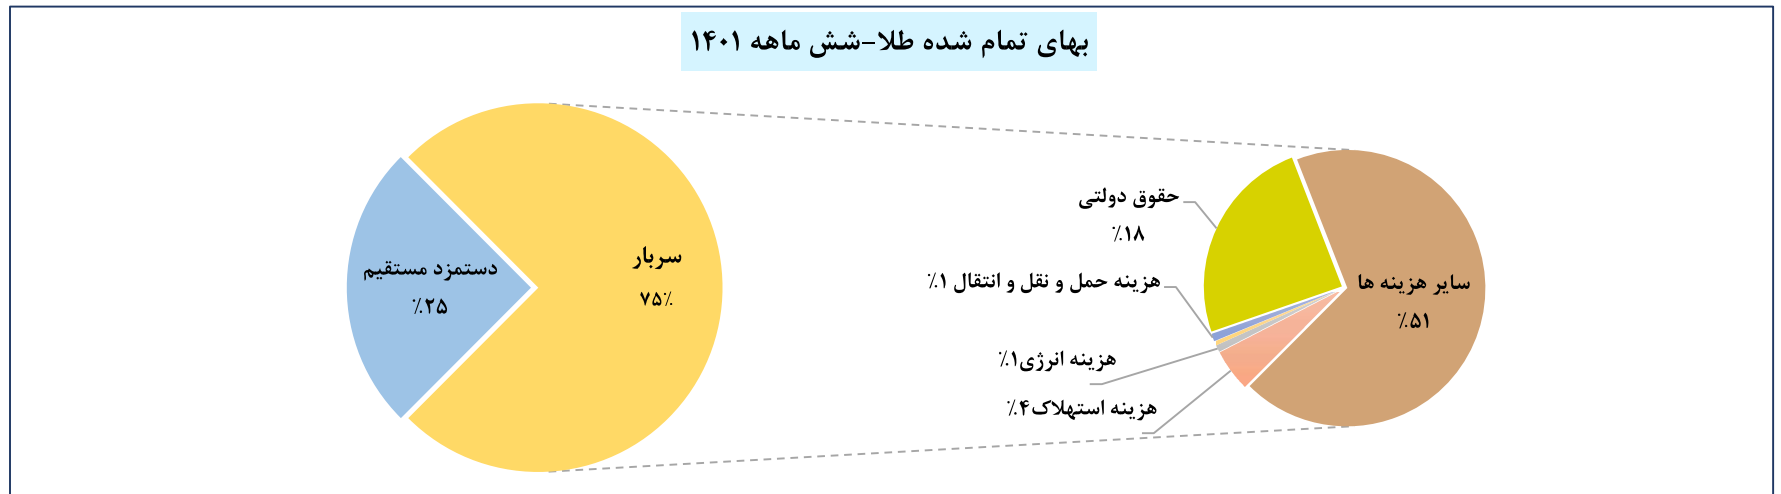 بهای تمام شده طلا-شش ماهه ۱۴۰۱
سایر هزینه ها
٪۵۱
حقوق دولتی
٪۱۸
هزینه حمل و نقل و انتقال ۱٪
هزینه انرژی۱٪
هزینه استهلاک۴٪
سربار
۷۵٪
دستمزد مستقیم
٪۲۵